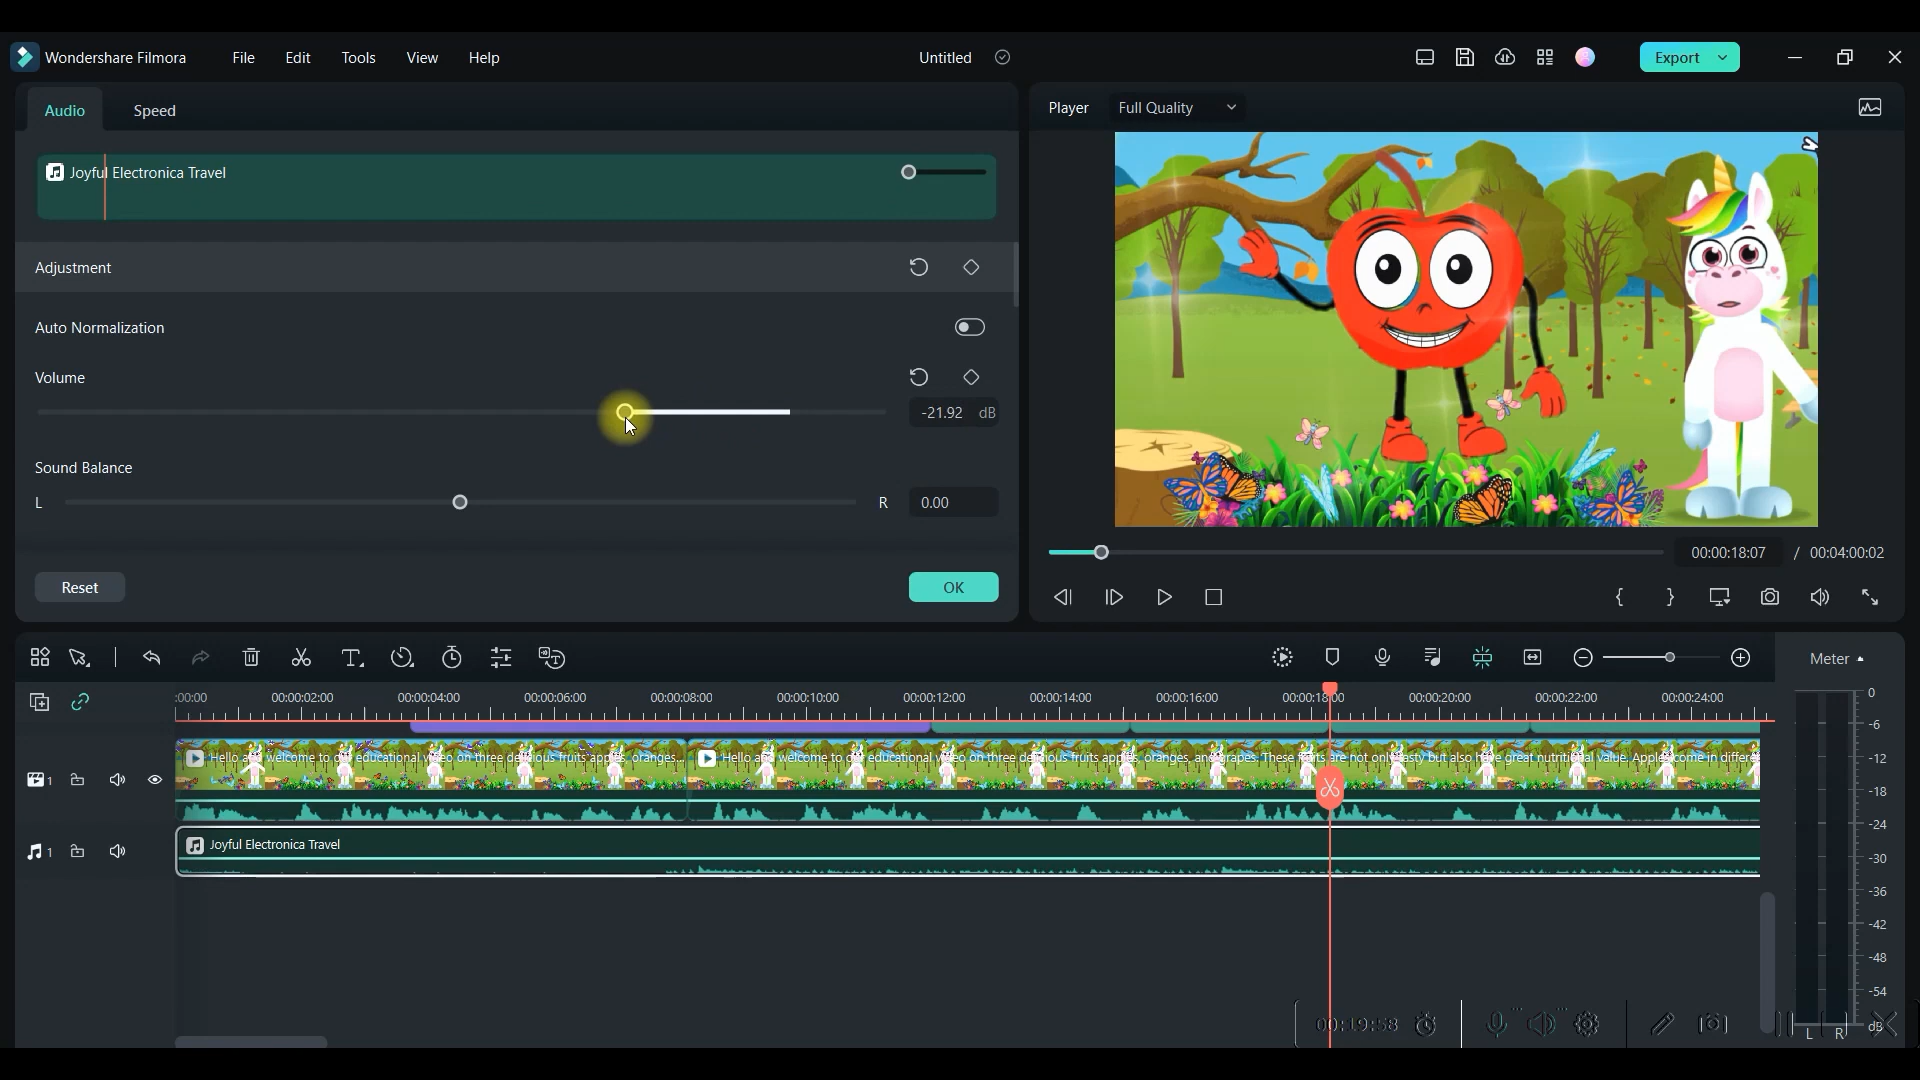 Wondershare Filmora File Edit Tools View Help Untitled Export
Audio Speed
Player Full Quality
Joyful Electronica Travel
Adjustment
Auto Normalization
Volume
-21.92 dB
Sound Balance
L R 0.00
Reset OK
00:00:18:07 / 00:04:00:02
Meter
:00:00 00:00:02:00 00:00:04:00 00:00:06:00 00:00:08:00 00:00:10:00 00:00:12:00 00:00:14:00 00:00:16:00 00:00:18:00 00:00:20:00 00:00:22:00 00:00:24:00
1 Hello and welcome to our educational video on three delicious fruits apples, oranges... Hello and welcome to our educational video on three delicious fruits apples, oranges, and grapes. These fruits are not only tasty but also have great nutritional value. Apples come in differe
1 Joyful Electronica Travel
0
-6
-12
-18
-24
-30
-36
-42
-48
-54
dB
L R
00:19:58